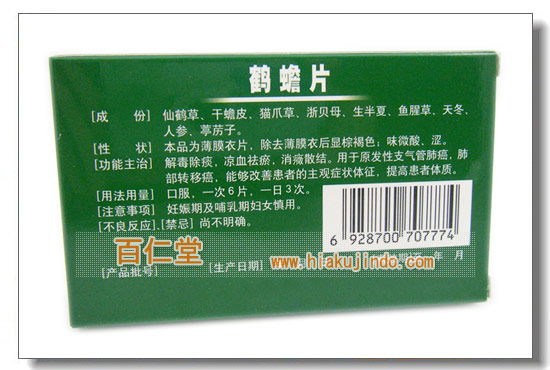 鹤蟾片
[成　份] 仙鹤草、干蟾皮、猫爪草、浙贝母、生半夏、鱼腥草、天冬、
人参、葶苈子。
[性　状] 本品为薄膜衣片，除去薄膜衣后显棕褐色；味微酸、涩。
[功能主治] 解毒除痰，凉血祛瘀，消癥散结。用于原发性支气管肺癌，肺
部转移癌，能够改善患者的主观症状体征，提高患者体质。
[用法用量] 口服，一次6片，一日3次。
[注意事项] 妊娠期及哺乳期妇女慎用。
[不良反应]、[禁忌] 尚不明确。
6 928700 707774
百仁堂
www.hiakujindo.com
[产品批号]
[生产日期]
年 月